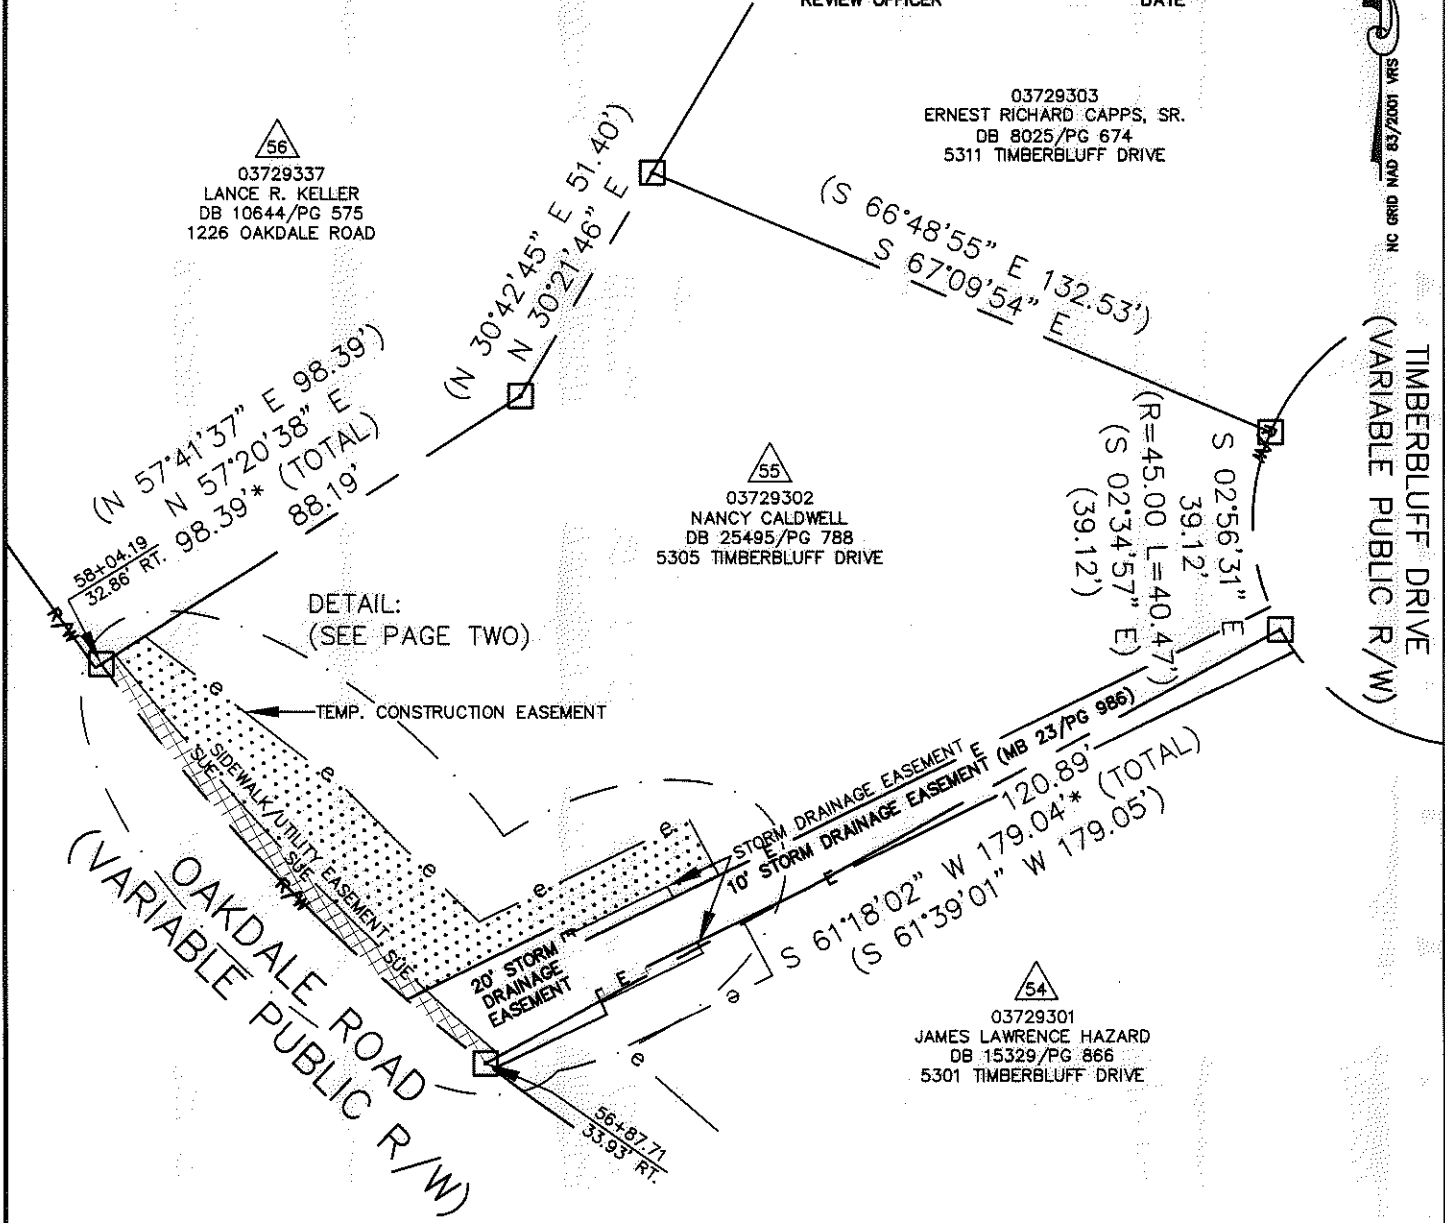 REVIEW OFFICER
DATE
NC GRID NAD 83/2001 VRS
03729303
ERNEST RICHARD CAPPS, SR.
DB 8025/PG 674
5311 TIMBERBLUFF DRIVE
56
03729337
LANCE R. KELLER
DB 10644/PG 575
1226 OAKDALE ROAD
(N 30°42'45" E 51.40')
N 30°21'46" E
(S 66°48'55" E 132.53')
S 67°09'54" E
TIMBERBLUFF DRIVE
(VARIABLE PUBLIC R/W)
(N 57°41'37" E 98.39')
N 57°20'38" E
98.39'* (TOTAL)
88.19'
58+04.19
32.86' RT.
R/W
R/W
S 02°56'31" E
39.12'
(R=45.00 L=40.47')
(S 02°34'57" E)
(39.12')
55
03729302
NANCY CALDWELL
DB 25495/PG 788
5305 TIMBERBLUFF DRIVE
DETAIL:
(SEE PAGE TWO)
e
TEMP. CONSTRUCTION EASEMENT
e
SUE
SIDEWALK/UTILITY EASEMENT
SUE
SUE
R/W
e
e
e
E
STORM DRAINAGE EASEMENT
E
E
10' STORM DRAINAGE EASEMENT (MB 23/PG 986)
E
120.89'
S 61°18'02" W 179.04'* (TOTAL)
(S 61°39'01" W 179.05')
OAKDALE ROAD
(VARIABLE PUBLIC R/W)
20' STORM
DRAINAGE
EASEMENT
E
E
e
e
54
03729301
JAMES LAWRENCE HAZARD
DB 15329/PG 866
5301 TIMBERBLUFF DRIVE
56+87.71
33.93' RT.